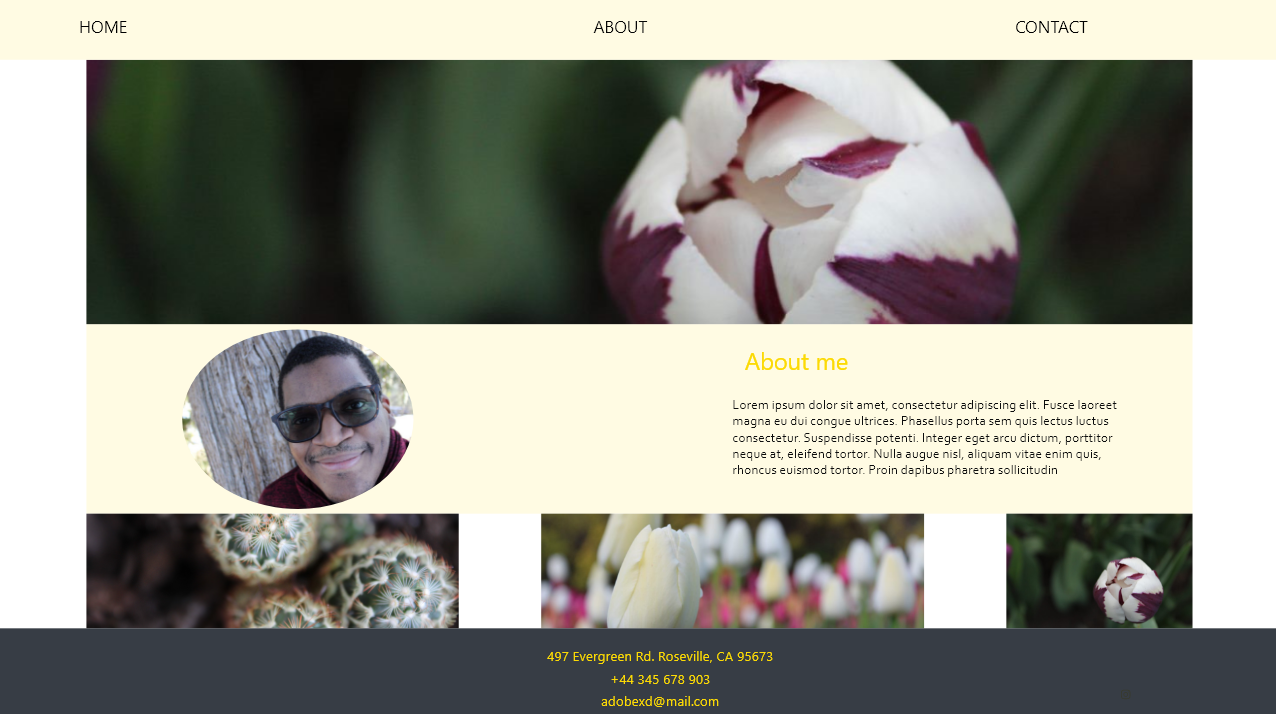 HOME
ABOUT
CONTACT
About me
Lorem ipsum dolor sit amet, consectetur adipiscing elit. Fusce laoreet
magna eu dui congue ultrices. Phasellus porta sem quis lectus luctus
consectetur. Suspendisse potenti. Integer eget arcu dictum, porttitor
neque at, eleifend tortor. Nulla augue nisl, aliquam vitae enim quis,
rhoncus euismod tortor. Proin dapibus pharetra sollicitudin
497 Evergreen Rd. Roseville, CA 95673
+44 345 678 903
adobexd@mail.com